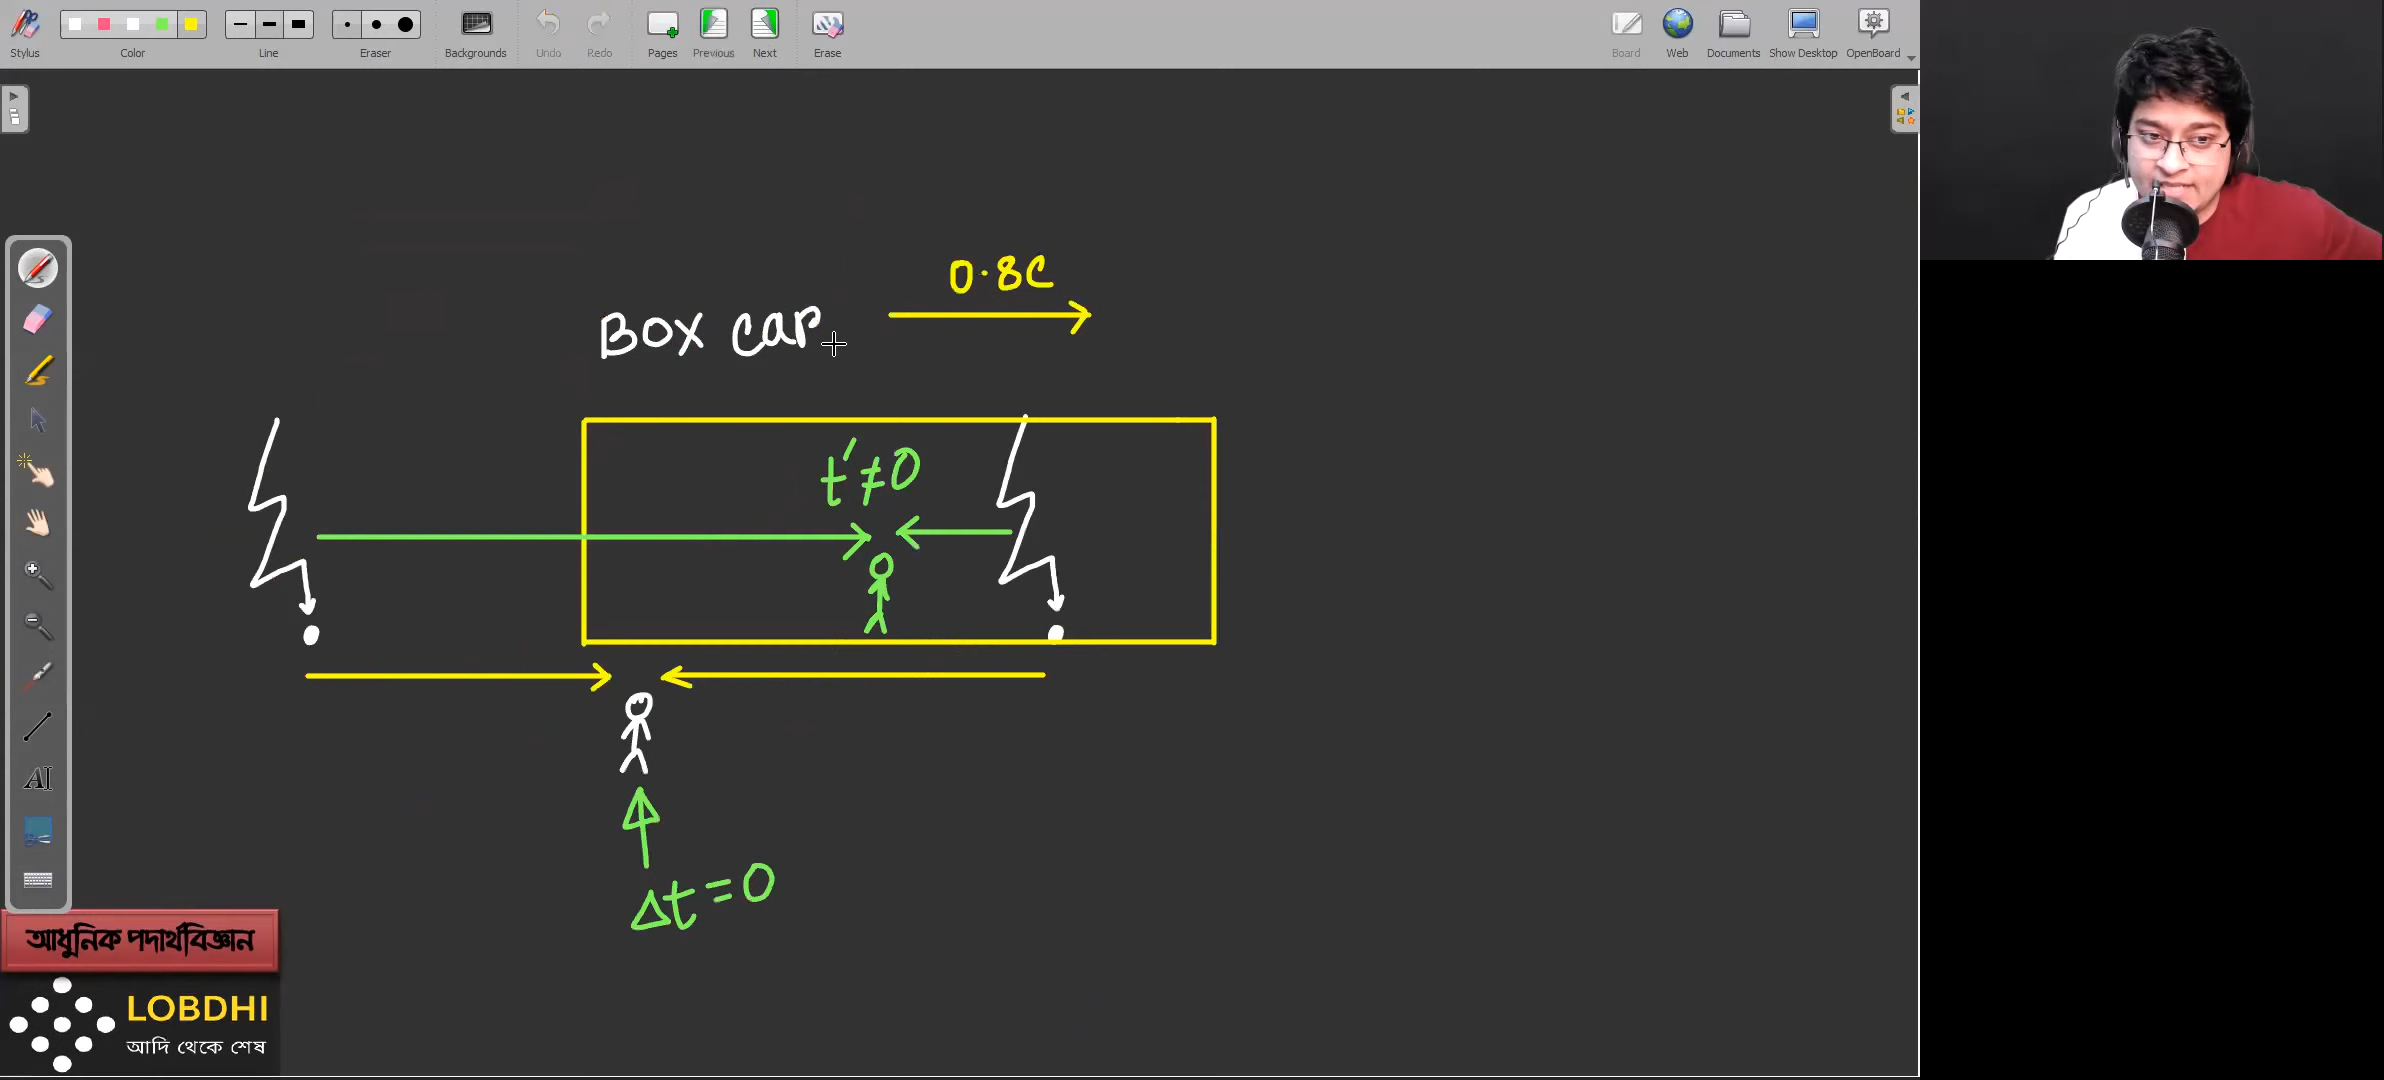 Stylus
Color
Line
Eraser
Backgrounds
Undo
Redo
Pages
Previous
Next
Erase
Board
Web
Documents
Show Desktop
OpenBoard
0.8c
Box car
t'≠0
Δt=0
AI
আধুনিক পদার্থবিজ্ঞান
LOBDHI
আদি থেকে শেষ